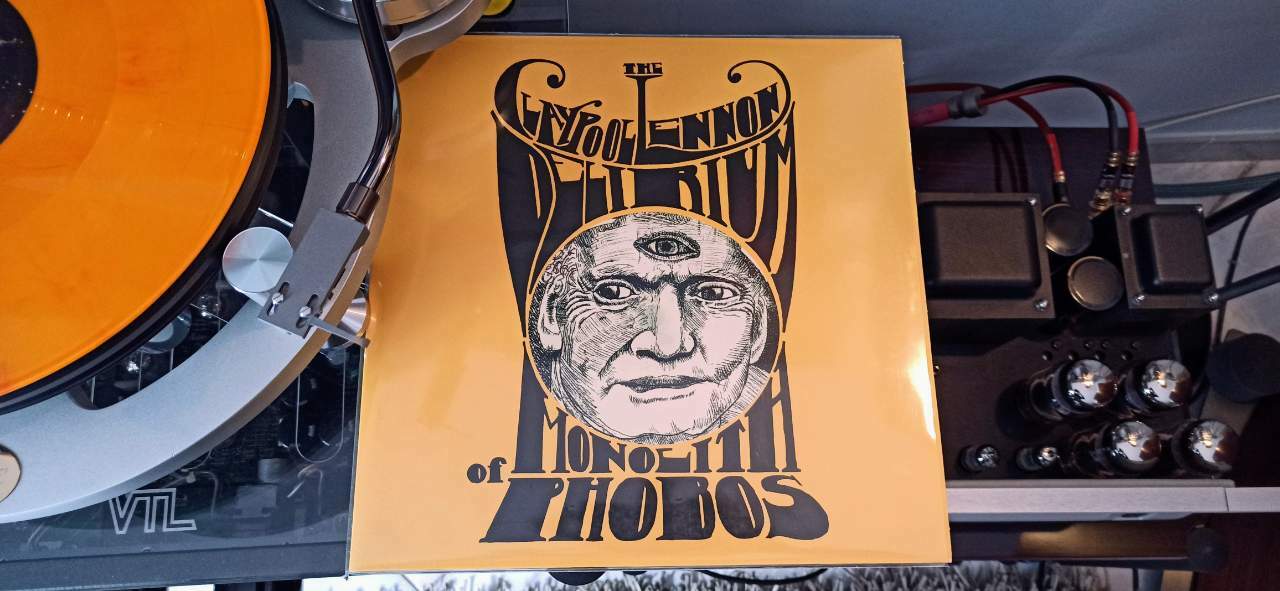 THE
CLAYPOOL LENNON
DELIRIUM
MONOLITH
of PHOBOS
VTL